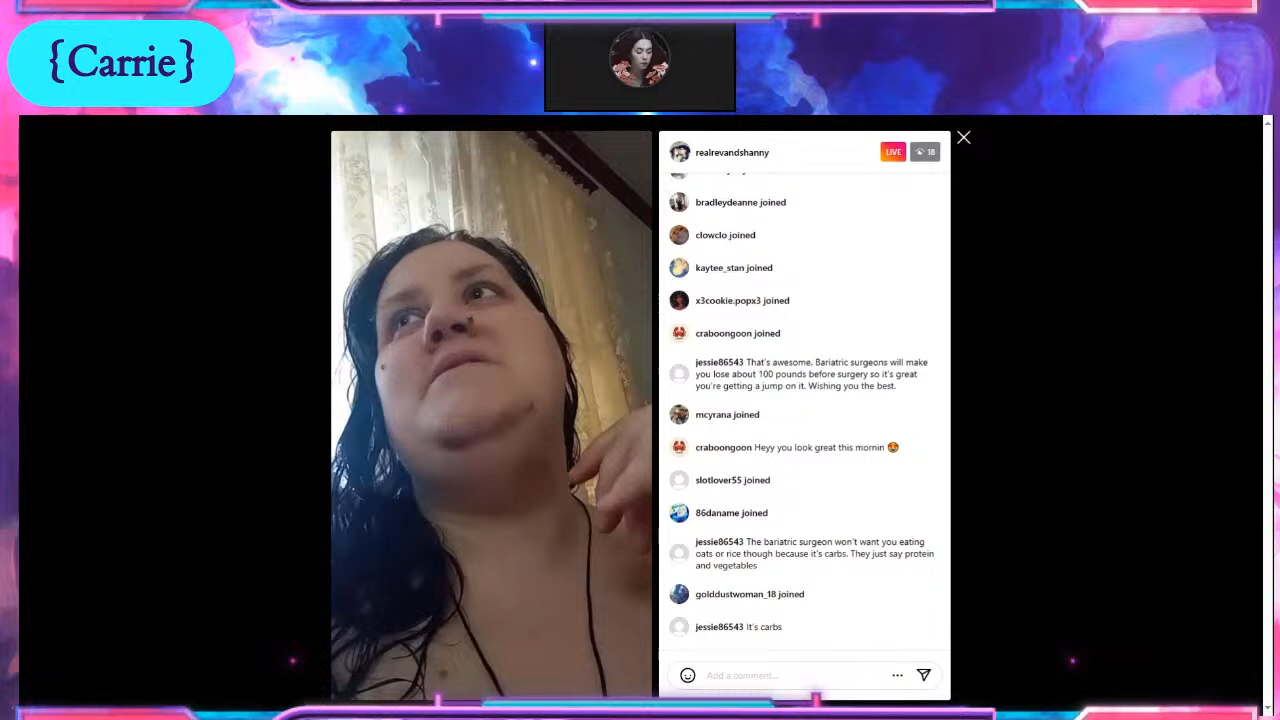 {Carrie}
realrevandshanny
LIVE
18
bradleydeanne joined
clowclo joined
kaytee_stan joined
x3cookie.popx3 joined
craboongoon joined
jessie86543 That's awesome. Bariatric surgeons will make
you lose about 100 pounds before surgery so it's great
you're getting a jump on it. Wishing you the best.
mcyrana joined
craboongoon Heyy you look great this mornin 😍
slotlover55 joined
86daname joined
jessie86543 The bariatric surgeon won't want you eating
oats or rice though because it's carbs. They just say protein
and vegetables
golddustwoman_18 joined
jessie86543 It's carbs
Add a comment...